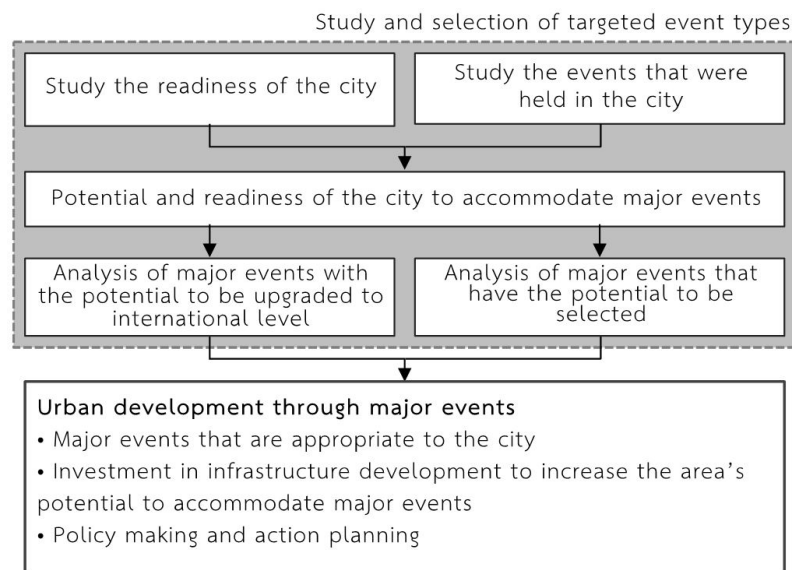 Study and selection of targeted event types
Study the readiness of the city
Study the events that were
held in the city
Potential and readiness of the city to accommodate major events
Analysis of major events with
the potential to be upgraded to
international level
Analysis of major events that
have the potential to be
selected
Urban development through major events
• Major events that are appropriate to the city
• Investment in infrastructure development to increase the area's
potential to accommodate major events
• Policy making and action planning